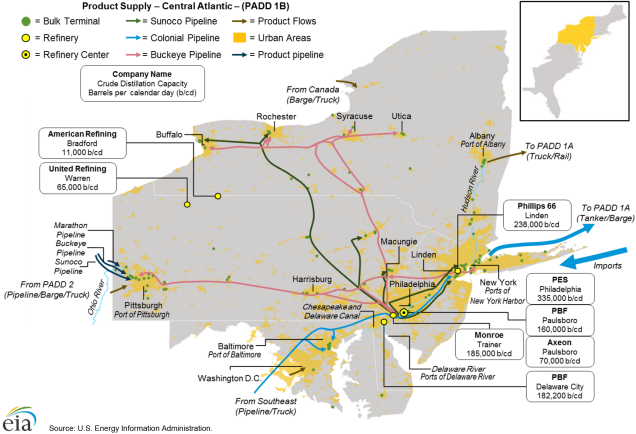 Product Supply – Central Atlantic – (PADD 1B)
= Bulk Terminal
= Sunoco Pipeline
= Product Flows
= Refinery
= Colonial Pipeline
= Urban Areas
= Refinery Center
= Buckeye Pipeline
= Product pipeline
Company Name
Crude Distillation Capacity
Barrels per calendar day (b/cd)
From Canada
(Barge/Truck)
Rochester
Syracuse
Utica
Buffalo
Albany
Port of Albany
To PADD 1A
(Truck/Rail)
American Refining
Bradford
11,000 b/cd
United Refining
Warren
65,000 b/cd
Hudson River
Phillips 66
Linden
238,000 b/cd
To PADD 1A
(Tanker/Barge)
Marathon
Pipeline
Buckeye
Pipeline
Sunoco
Pipeline
Macungie
Linden
Imports
From PADD 2
(Pipeline/Barge/Truck)
Ohio River
Pittsburgh
Port of Pittsburgh
Harrisburg
Philadelphia
New York
Ports of
New York Harbor
PES
Philadelphia
335,000 b/cd
Chesapeake and
Delaware Canal
PBF
Paulsboro
160,000 b/cd
Monroe
Trainer
185,000 b/cd
Axeon
Paulsboro
70,000 b/cd
Baltimore
Port of Baltimore
Delaware River
Ports of Delaware River
Washington D.C.
PBF
Delaware City
182,200 b/cd
From Southeast
(Pipeline/Truck)
eia
Source: U.S. Energy Information Administration.